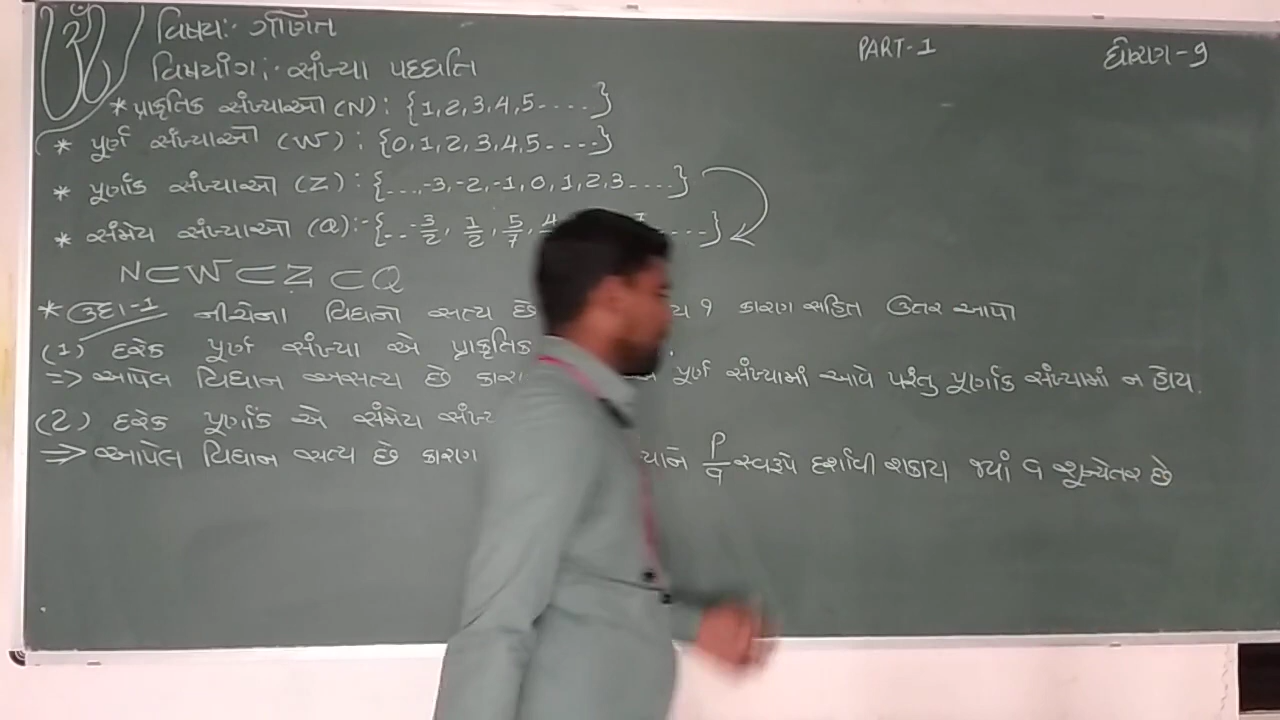 ૐ
વિષય:- ગણિત
PART-1
ધોરણ-9
વિષયાંગ:- સંખ્યા પદ્ધતિ
* પ્રાકૃતિક સંખ્યાઓ (N): {1,2,3,4,5-....}
* પૂર્ણ સંખ્યાઓ (W): {0,1,2,3,4,5-....}
* પૂર્ણાંક સંખ્યાઓ (Z): {....,-3,-2,-1,0,1,2,3.....}
* સંમેય સંખ્યાઓ (Q):-{..-3/2, 1/2, 5/7, ...}
N⊂W⊂Z⊂Q
* ઉદા-1 નીચેના વિધાનો સત્ય છે ? કારણ સહિત ઉતર આપો
(1) દરેક પૂર્ણ સંખ્યા એ પ્રાકૃતિક
=> આપેલ વિધાન અસત્ય છે પૂર્ણ સંખ્યામાં આવે પરંતુ પૂર્ણાંક સંખ્યામાં ન હોય.
(2) દરેક પૂર્ણાંક એ સંમેય
=> આપેલ વિધાન સત્ય છે કારણ p/q સ્વરૂપે દર્શાવી શકાય જ્યાં q શૂન્યેતર છે